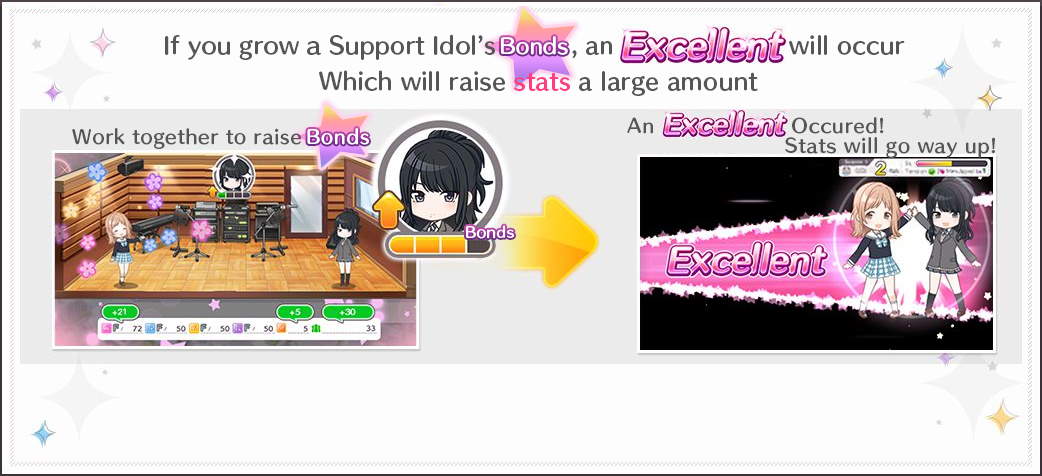 If you grow a Support Idol's Bonds, an Excellent will occur
Which will raise stats a large amount
Work together to raise Bonds
An Excellent Occured!
Stats will go way up!
Bonds
Excellent
+21
+5
+30
72
50
50
50
5
33
2